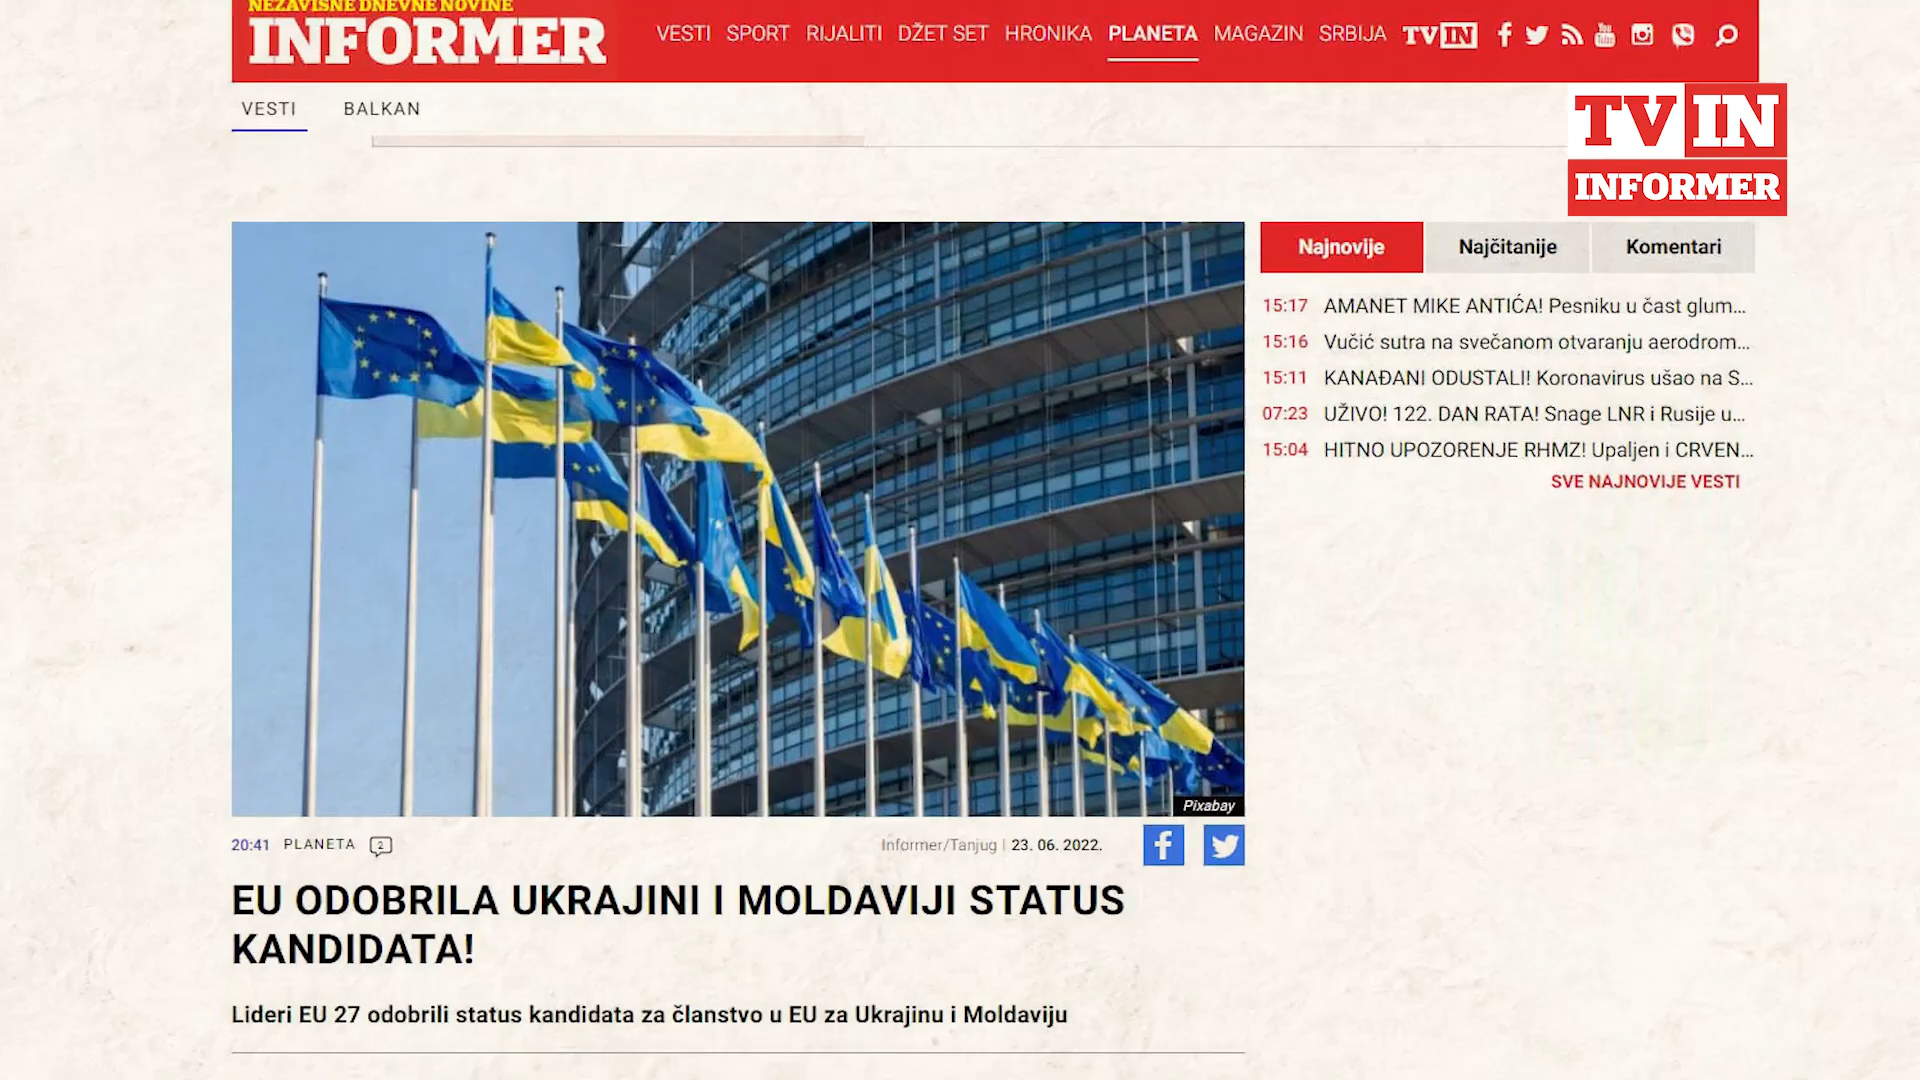 NEZAVISNE DNEVNE NOVINE
INFORMER
VESTI SPORT RIJALITI DŽET SET HRONIKA PLANETA MAGAZIN SRBIJA TV IN
VESTI BALKAN
TV IN
INFORMER
Najnovije Najčitanije Komentari
15:17 AMANET MIKE ANTIĆA! Pesniku u čast glum...
15:16 Vučić sutra na svečanom otvaranju aerodrom...
15:11 KANAĐANI ODUSTALI! Koronavirus ušao na S...
07:23 UŽIVO! 122. DAN RATA! Snage LNR i Rusije u...
15:04 HITNO UPOZORENJE RHMZ! Upaljen i CRVEN...
SVE NAJNOVIJE VESTI
Pixabay
20:41 PLANETA 2 Informer/Tanjug | 23. 06. 2022.
EU ODOBRILA UKRAJINI I MOLDAVIJI STATUS
KANDIDATA!
Lideri EU 27 odobrili status kandidata za članstvo u EU za Ukrajinu i Moldaviju